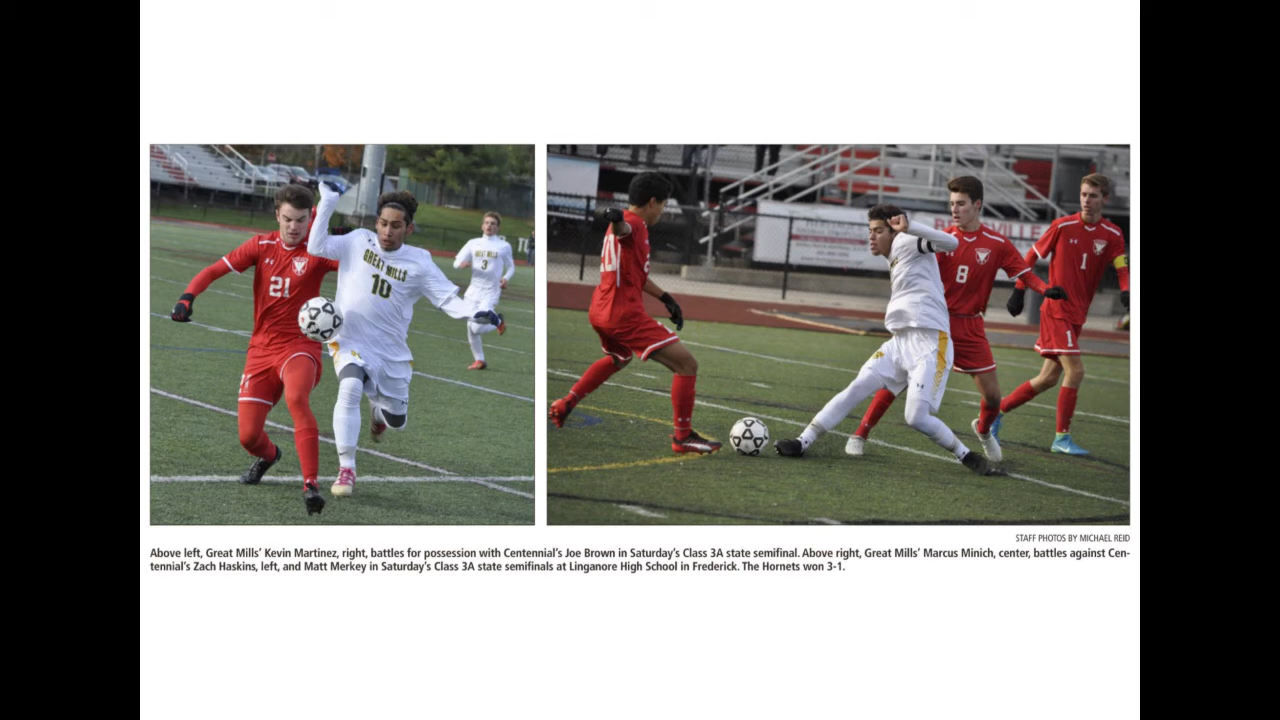 21
21
GREAT MILLS
10
3
20
8
1
1
STAFF PHOTOS BY MICHAEL REID
Above left, Great Mills’ Kevin Martinez, right, battles for possession with Centennial’s Joe Brown in Saturday’s Class 3A state semifinal. Above right, Great Mills’ Marcus Minich, center, battles against Cen-
tennial’s Zach Haskins, left, and Matt Merkey in Saturday’s Class 3A state semifinals at Linganore High School in Frederick. The Hornets won 3-1.